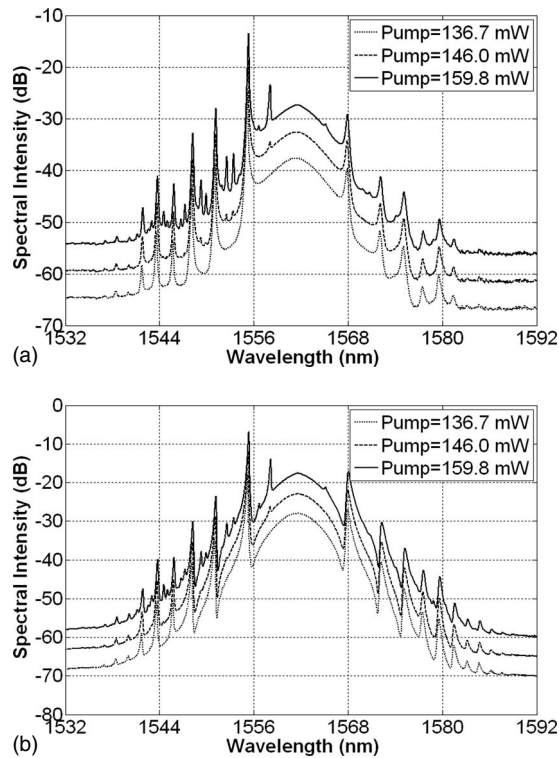 -10
-20
-30
-40
-50
-60
-70
Spectral Intensity (dB)
Pump=136.7 mW
Pump=146.0 mW
Pump=159.8 mW
1532 1544 1556 1568 1580 1592
Wavelength (nm)
(a)
0
-10
-20
-30
-40
-50
-60
-70
-80
Spectral Intensity (dB)
Pump=136.7 mW
Pump=146.0 mW
Pump=159.8 mW
1532 1544 1556 1568 1580 1592
Wavelength (nm)
(b)